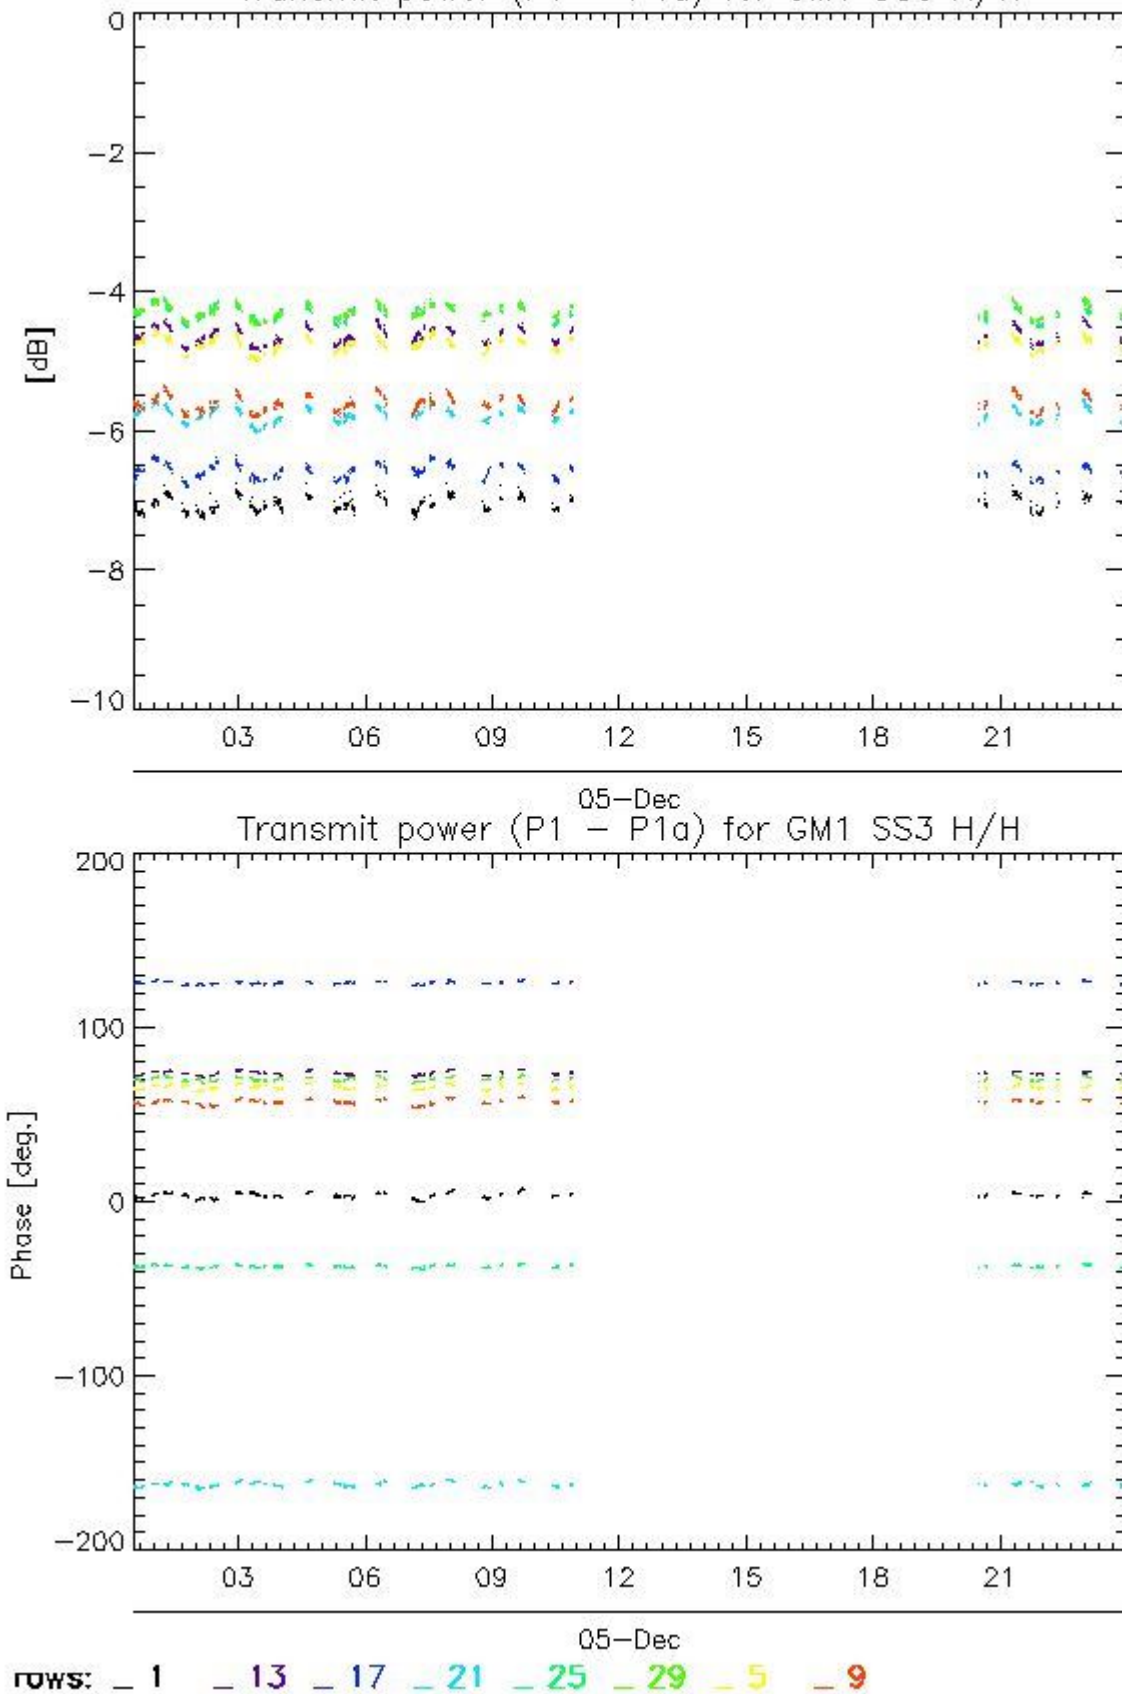 0
−2
−4
−6
−8
−10
[dB]
03 06 09 12 15 18 21
05−Dec
Transmit power (P1 − P1a) for GM1 SS3 H/H
200
100
0
−100
−200
Phase [deg.]
03 06 09 12 15 18 21
05−Dec
rows: _ 1 _ 13 _ 17 _ 21 _ 25 _ 29 _ 5 _ 9